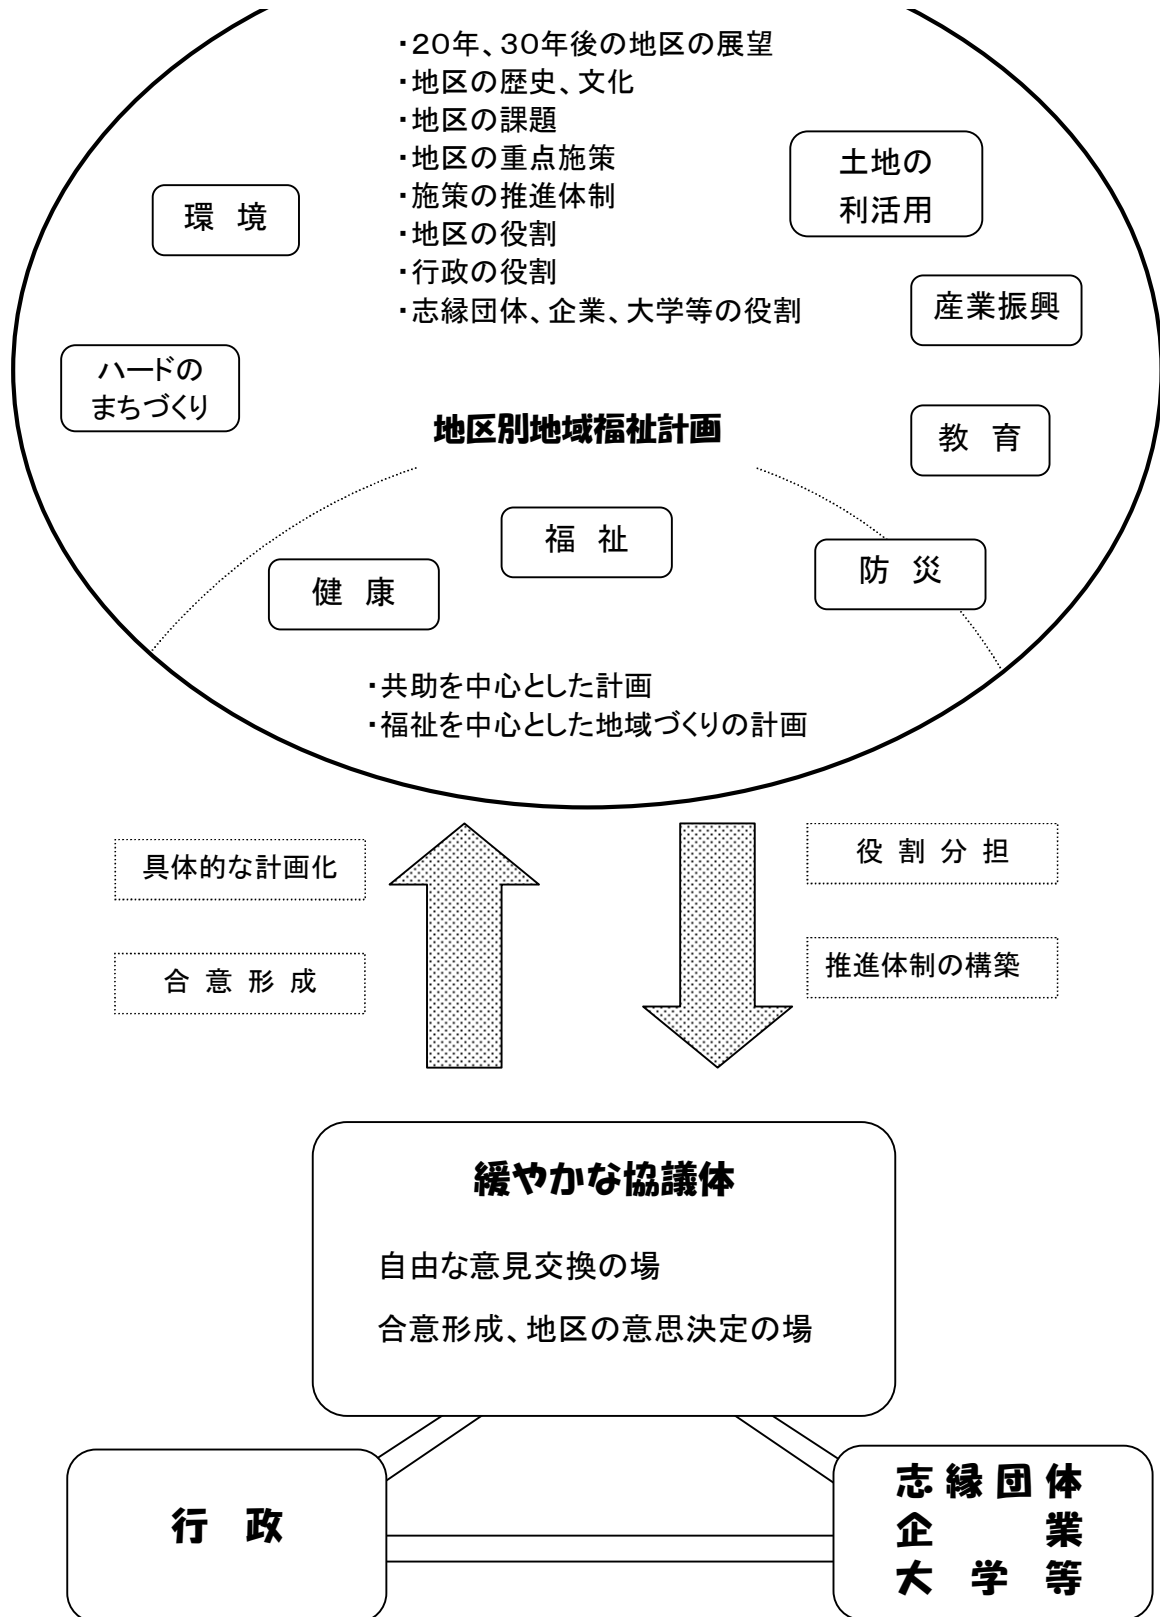 ・20年、30年後の地区の展望
・地区の歴史、文化
・地区の課題
・地区の重点施策
・施策の推進体制
・地区の役割
・行政の役割
・志縁団体、企業、大学等の役割
土地の
利活用
環 境
産業振興
ハードの
まちづくり
教 育
地区別地域福祉計画
福 祉
防 災
健 康
・共助を中心とした計画
・福祉を中心とした地域づくりの計画
具体的な計画化
合 意 形 成
役 割 分 担
推進体制の構築
緩やかな協議体
自由な意見交換の場
合意形成、地区の意思決定の場
行 政
志 縁 団 体
企 業
大 学 等